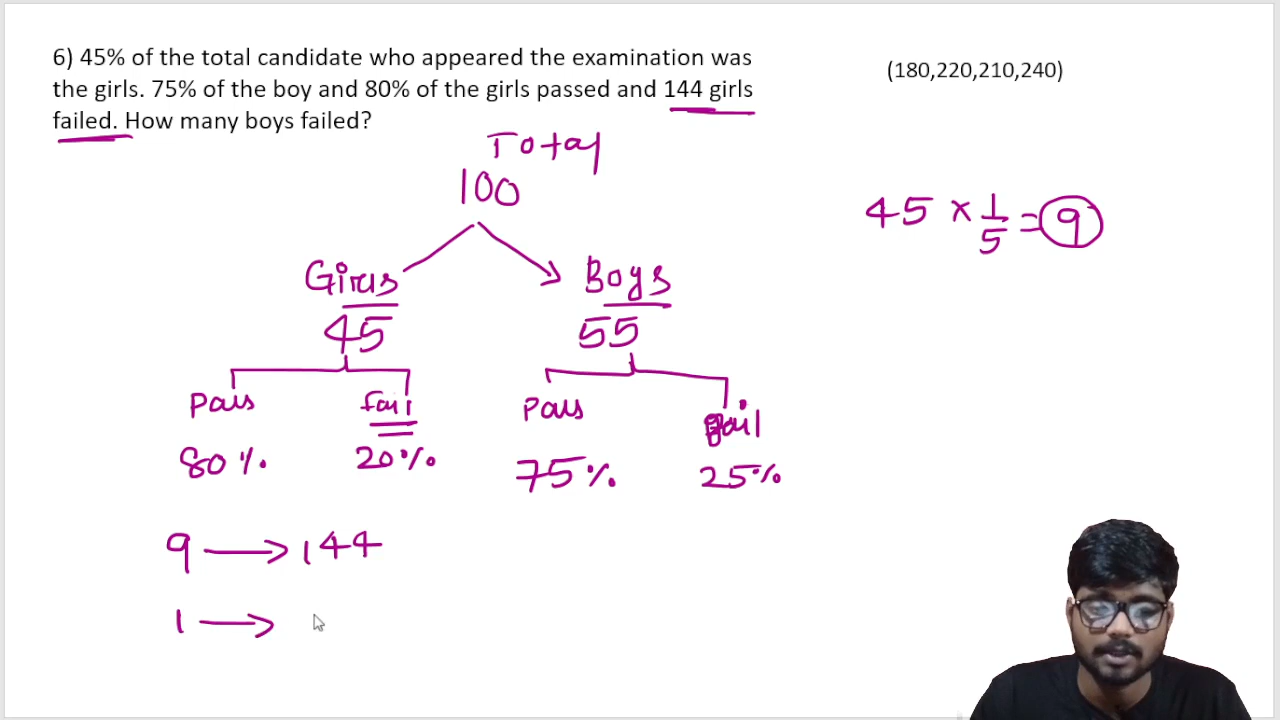 6) 45% of the total candidate who appeared the examination was
the girls. 75% of the boy and 80% of the girls passed and 144 girls
failed. How many boys failed?
(180,220,210,240)
Total
100
45 × 1/5 = 9
Girls Boys
45 55
Pass fail Pass fail
80% 20% 75% 25%
9 → 144
1 →